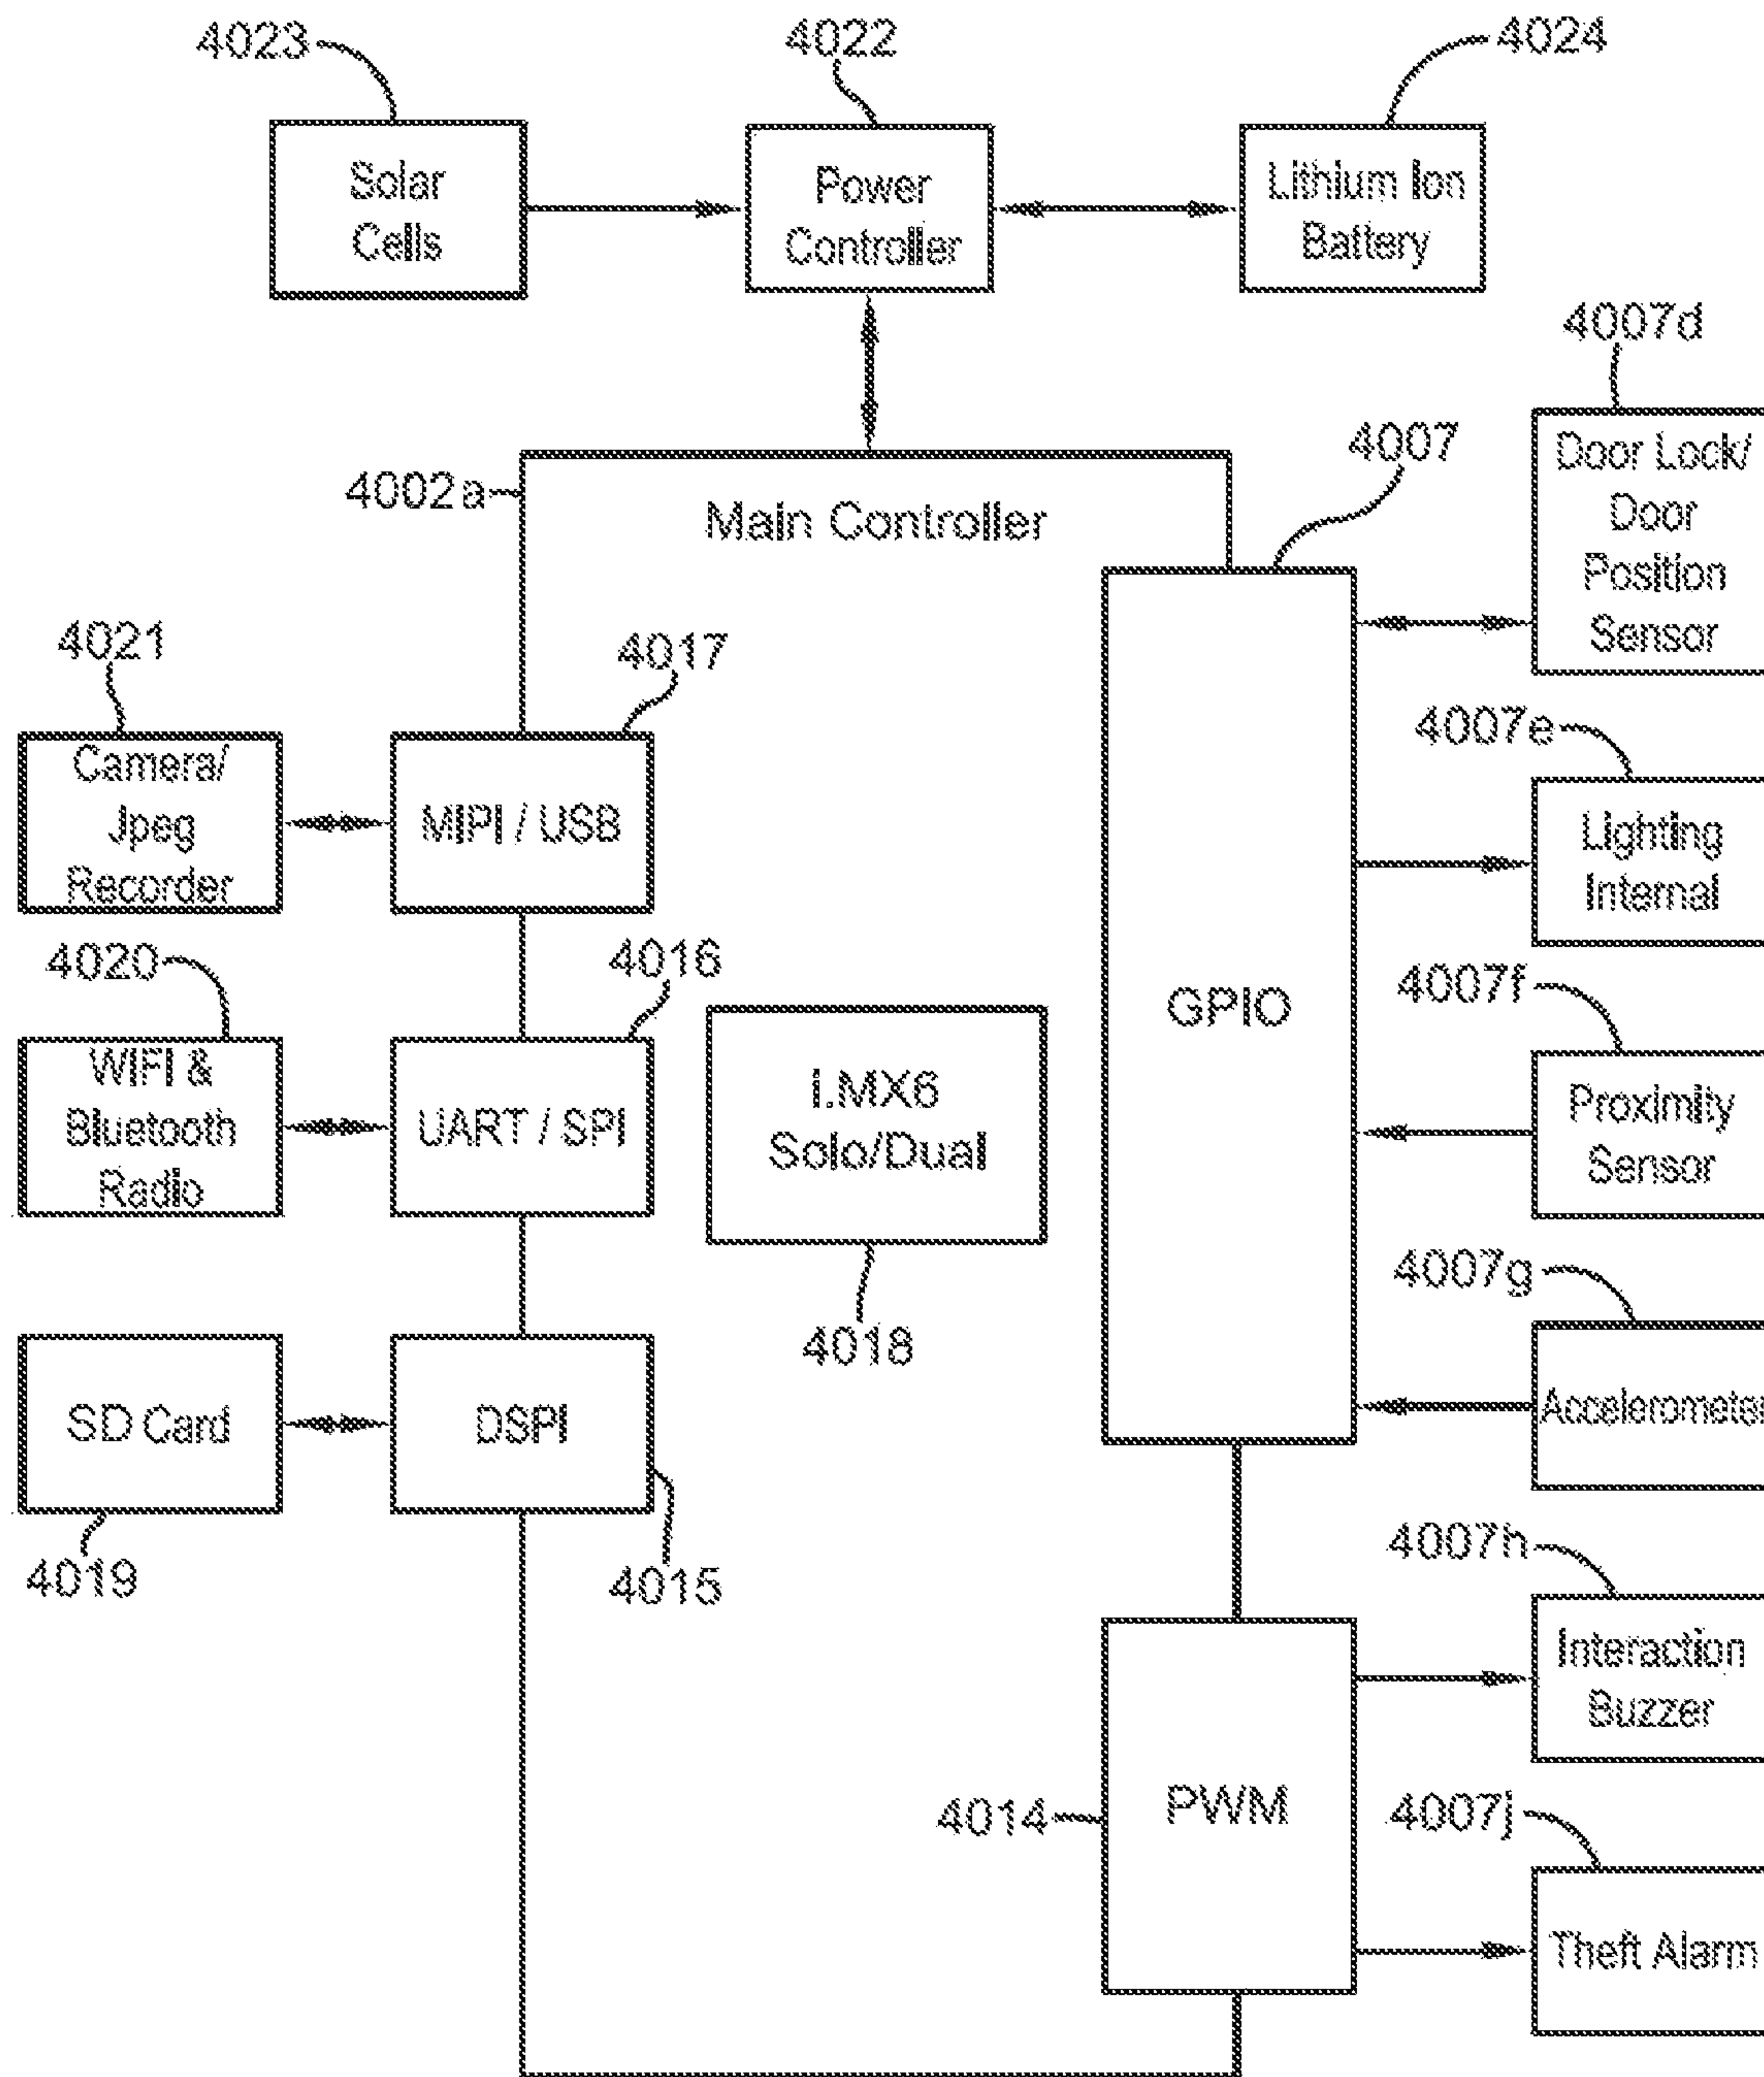 4023
4022
4024
Solar
Cells
Power
Controller
Lithium Ion
Battery
4007d
4002a
Main Controller
4007
Door Lock/
Door
Position
Sensor
4021
4017
4007e
Camera/
Jpeg
Recorder
MIPI / USB
Lighting
Internal
4020
4016
4007f
WIFI &
Bluetooth
Radio
UART / SPI
i.MX6
Solo/Dual
GPIO
Proximity
Sensor
4018
4007g
SD Card
DSPI
Accelerometer
4019
4015
4007h
Interaction
Buzzer
4014
PWM
4007j
Theft Alarm